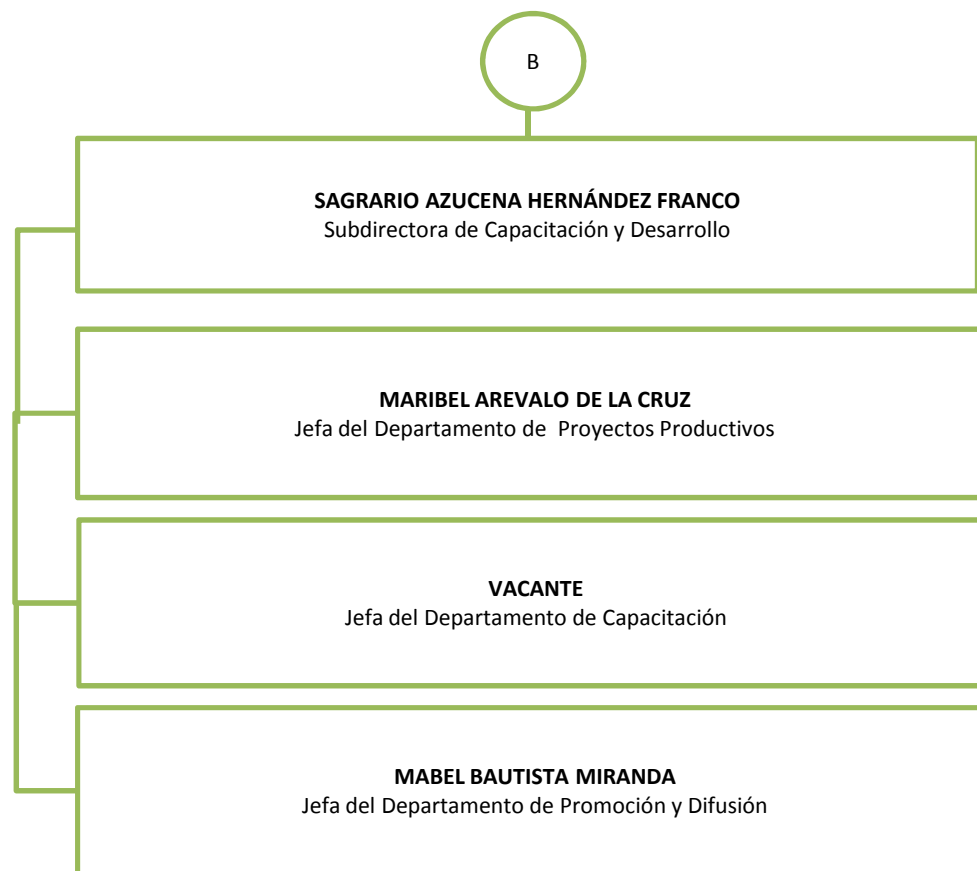 B
SAGRARIO AZUCENA HERNÁNDEZ FRANCO
Subdirectora de Capacitación y Desarrollo
MARIBEL AREVALO DE LA CRUZ
Jefa del Departamento de  Proyectos Productivos
VACANTE
Jefa del Departamento de Capacitación
MABEL BAUTISTA MIRANDA
Jefa del Departamento de Promoción y Difusión